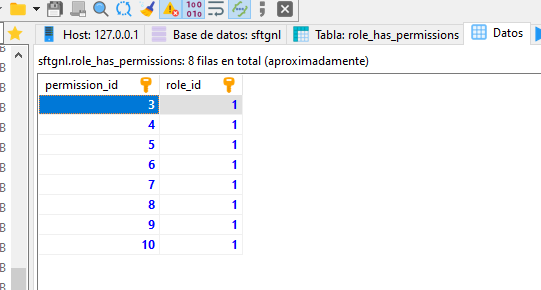 Host: 127.0.0.1 Base de datos: sftgnl Tabla: role_has_permissions Datos
sftgnl.role_has_permissions: 8 filas en total (aproximadamente)
permission_id role_id
3 1
4 1
5 1
6 1
7 1
8 1
9 1
10 1
B
B
B
B
B
B
B
B
B
B
B
B